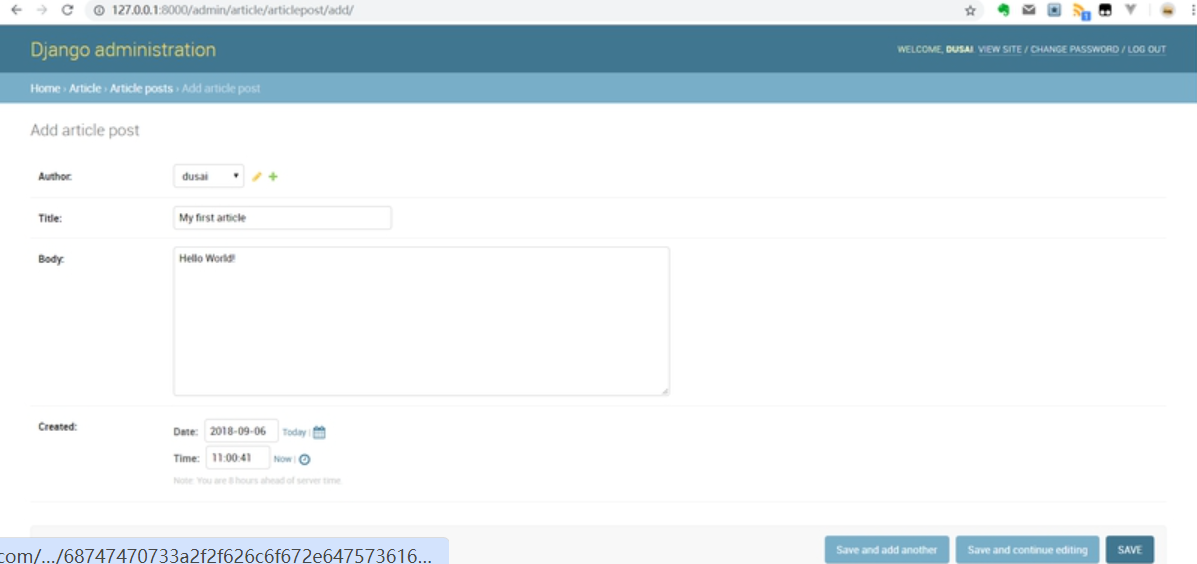 127.0.0.1:8000/admin/article/articlepost/add/
1
Django administration
WELCOME, DUSAI. VIEW SITE / CHANGE PASSWORD / LOG OUT
Home › Article › Article posts › Add article post
Add article post
Author:
dusai
Title:
My first article
Body:
Hello World!
Created:
Date: 2018-09-06 Today |
Time: 11:00:41 Now |
Note: You are 8 hours ahead of server time.
com/.../68747470733a2f2f626c6f672e647573616...
Save and add another
Save and continue editing
SAVE